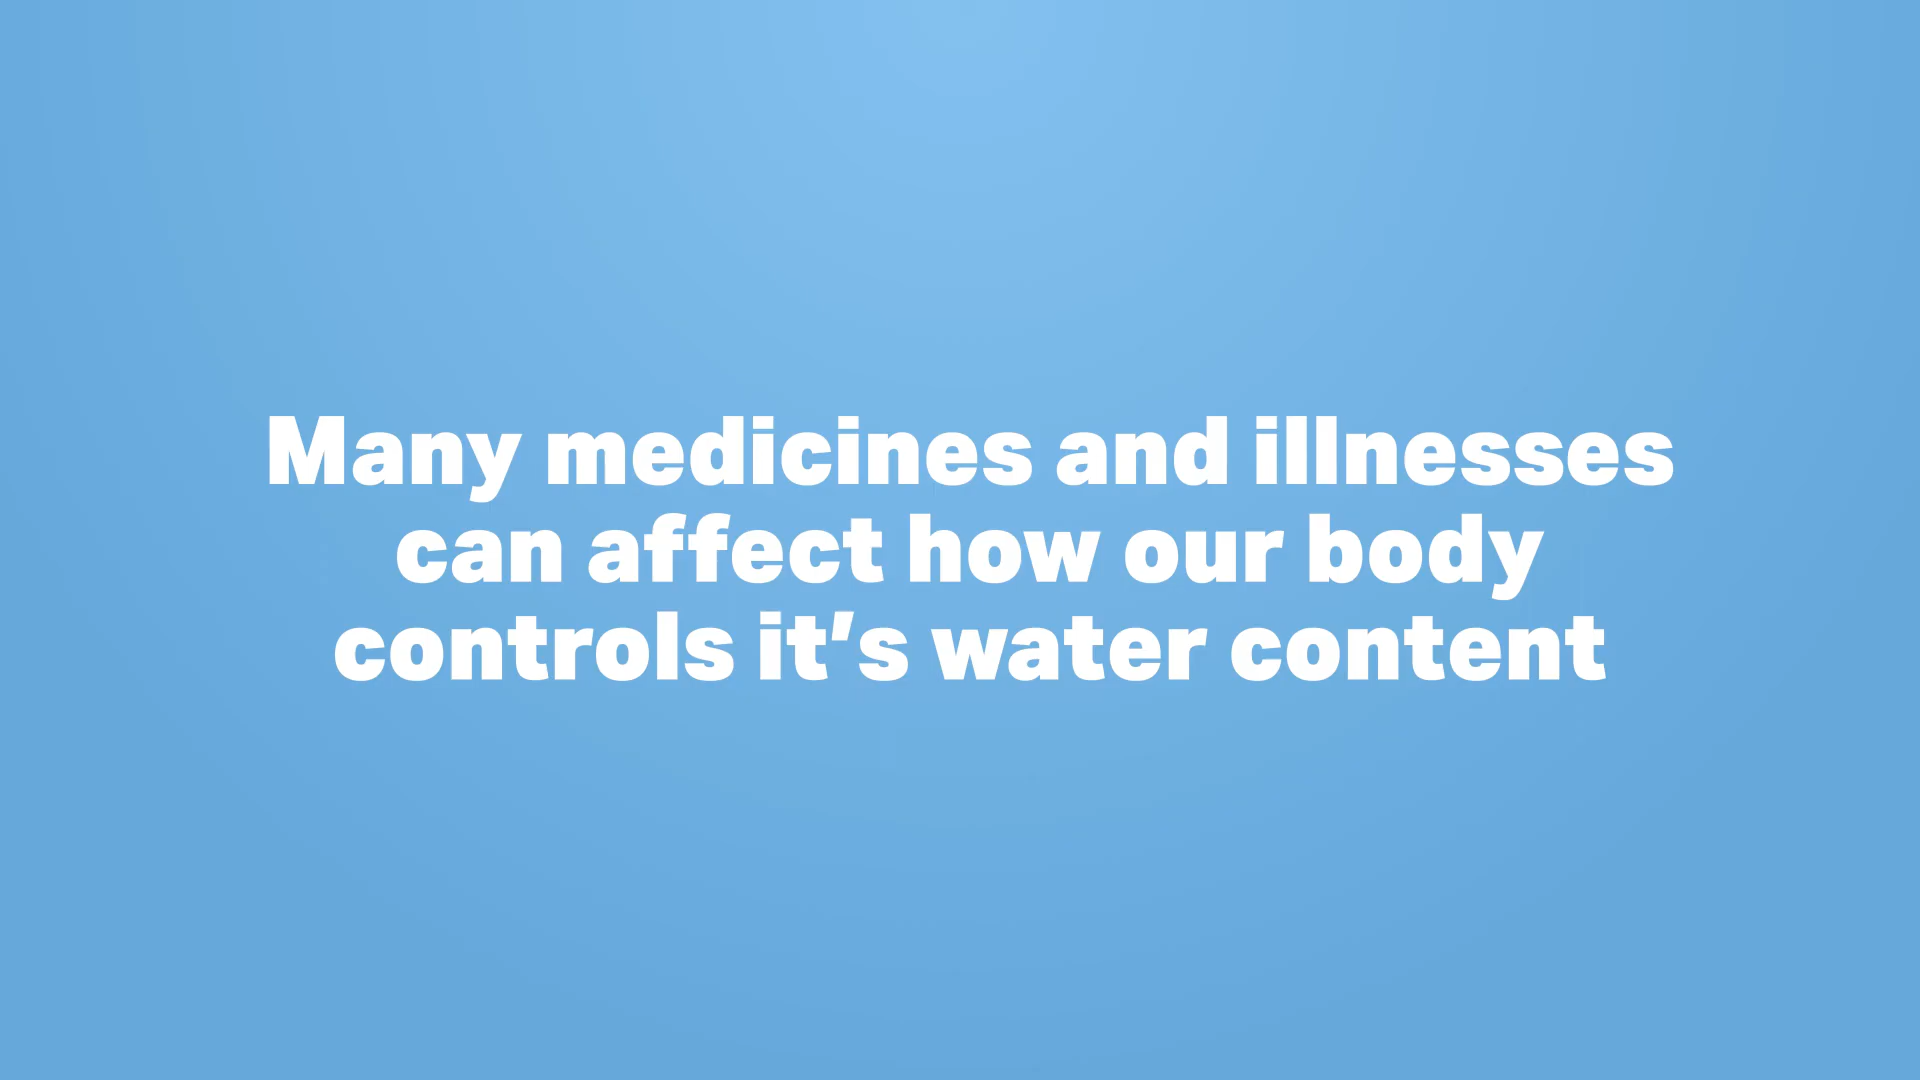 Many medicines and illnesses
can affect how our body
controls it's water content